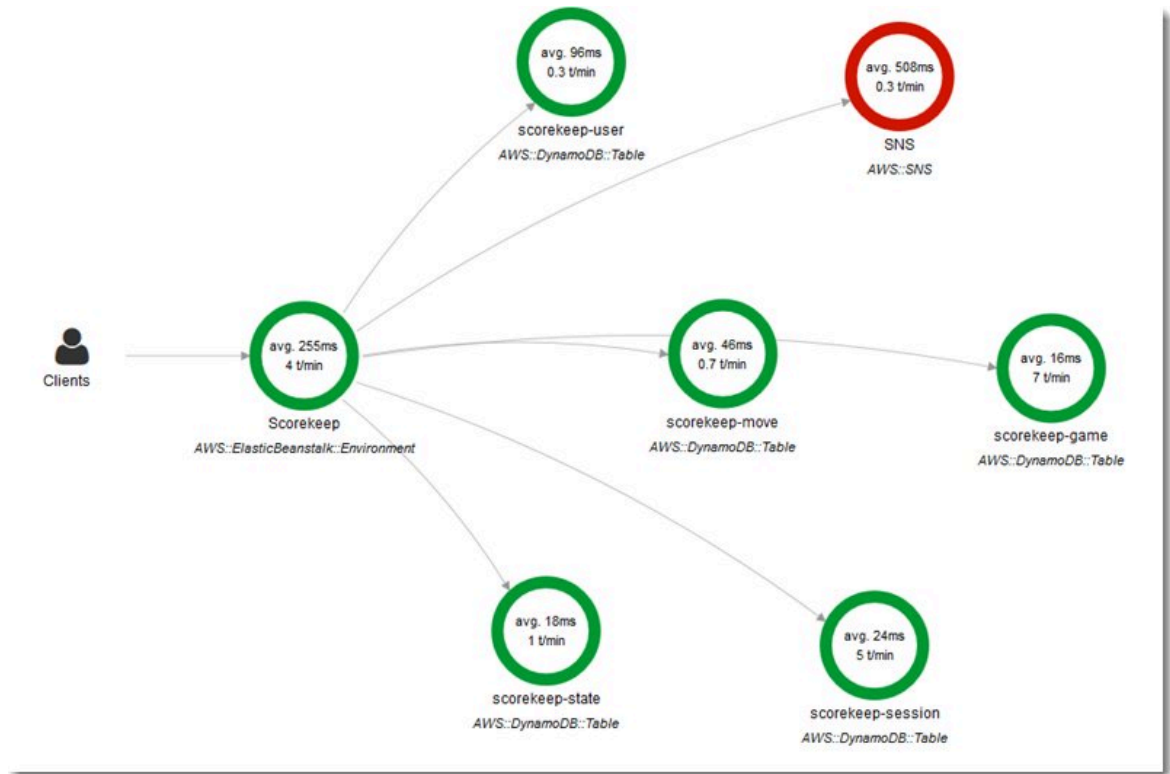 avg. 96ms
0.3 t/min
scorekeep-user
AWS::DynamoDB::Table
avg. 508ms
0.3 t/min
SNS
AWS::SNS
Clients
avg. 255ms
4 t/min
Scorekeep
AWS::ElasticBeanstalk::Environment
avg. 46ms
0.7 t/min
scorekeep-move
AWS::DynamoDB::Table
avg. 16ms
7 t/min
scorekeep-game
AWS::DynamoDB::Table
avg. 18ms
1 t/min
scorekeep-state
AWS::DynamoDB::Table
avg. 24ms
5 t/min
scorekeep-session
AWS::DynamoDB::Table